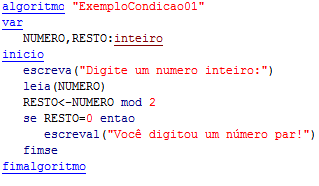 algoritmo "ExemploCondicao01"
var
NUMERO,RESTO:inteiro
inicio
escreva("Digite um numero inteiro:")
leia(NUMERO)
RESTO<-NUMERO mod 2
se RESTO=0 entao
escreval("Você digitou um número par!")
fimse
fimalgoritmo